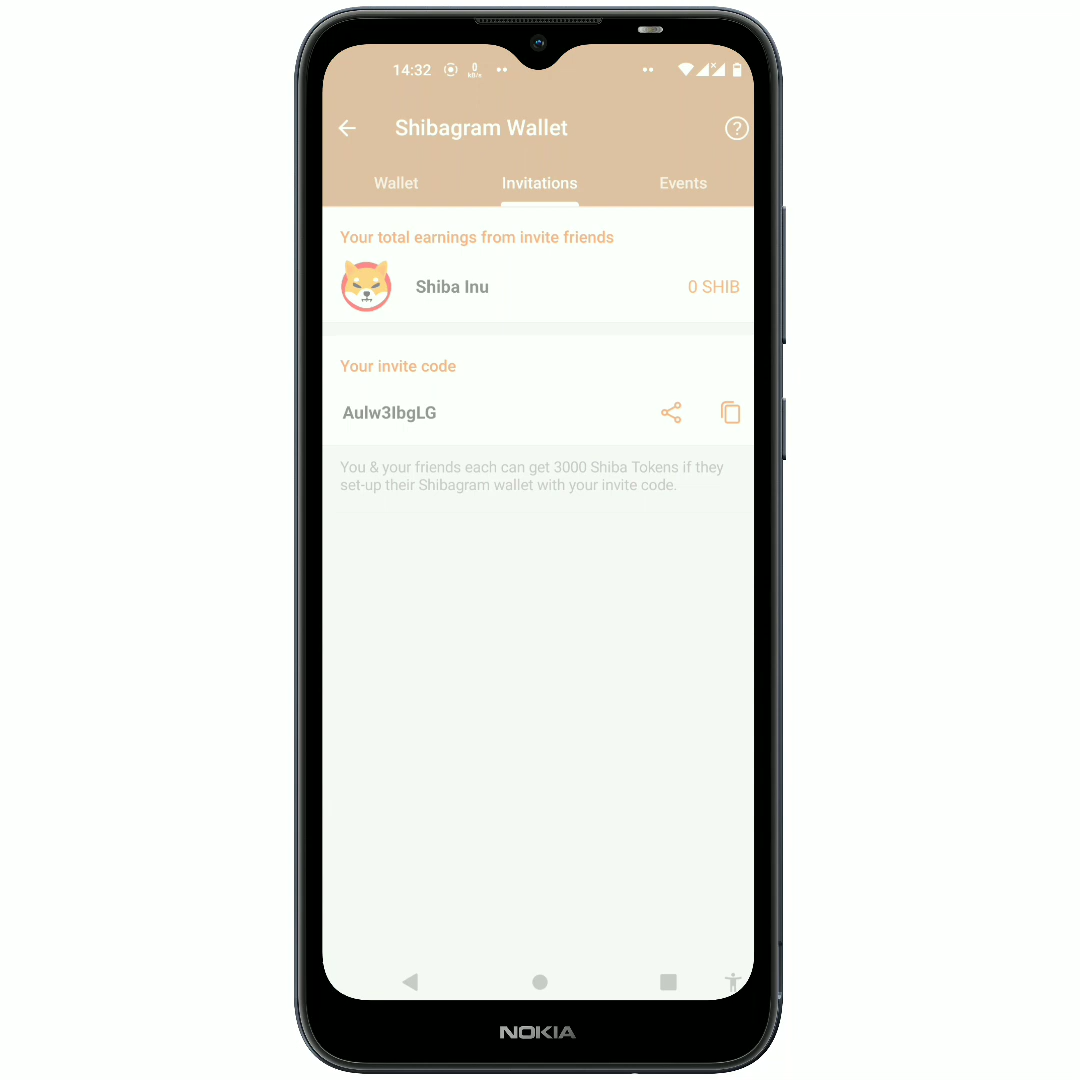 14:32
0
kB/s
Shibagram Wallet
Wallet
Invitations
Events
Your total earnings from invite friends
Shiba Inu
0 SHIB
Your invite code
Aulw3IbgLG
You & your friends each can get 3000 Shiba Tokens if they
set-up their Shibagram wallet with your invite code.
NOKIA